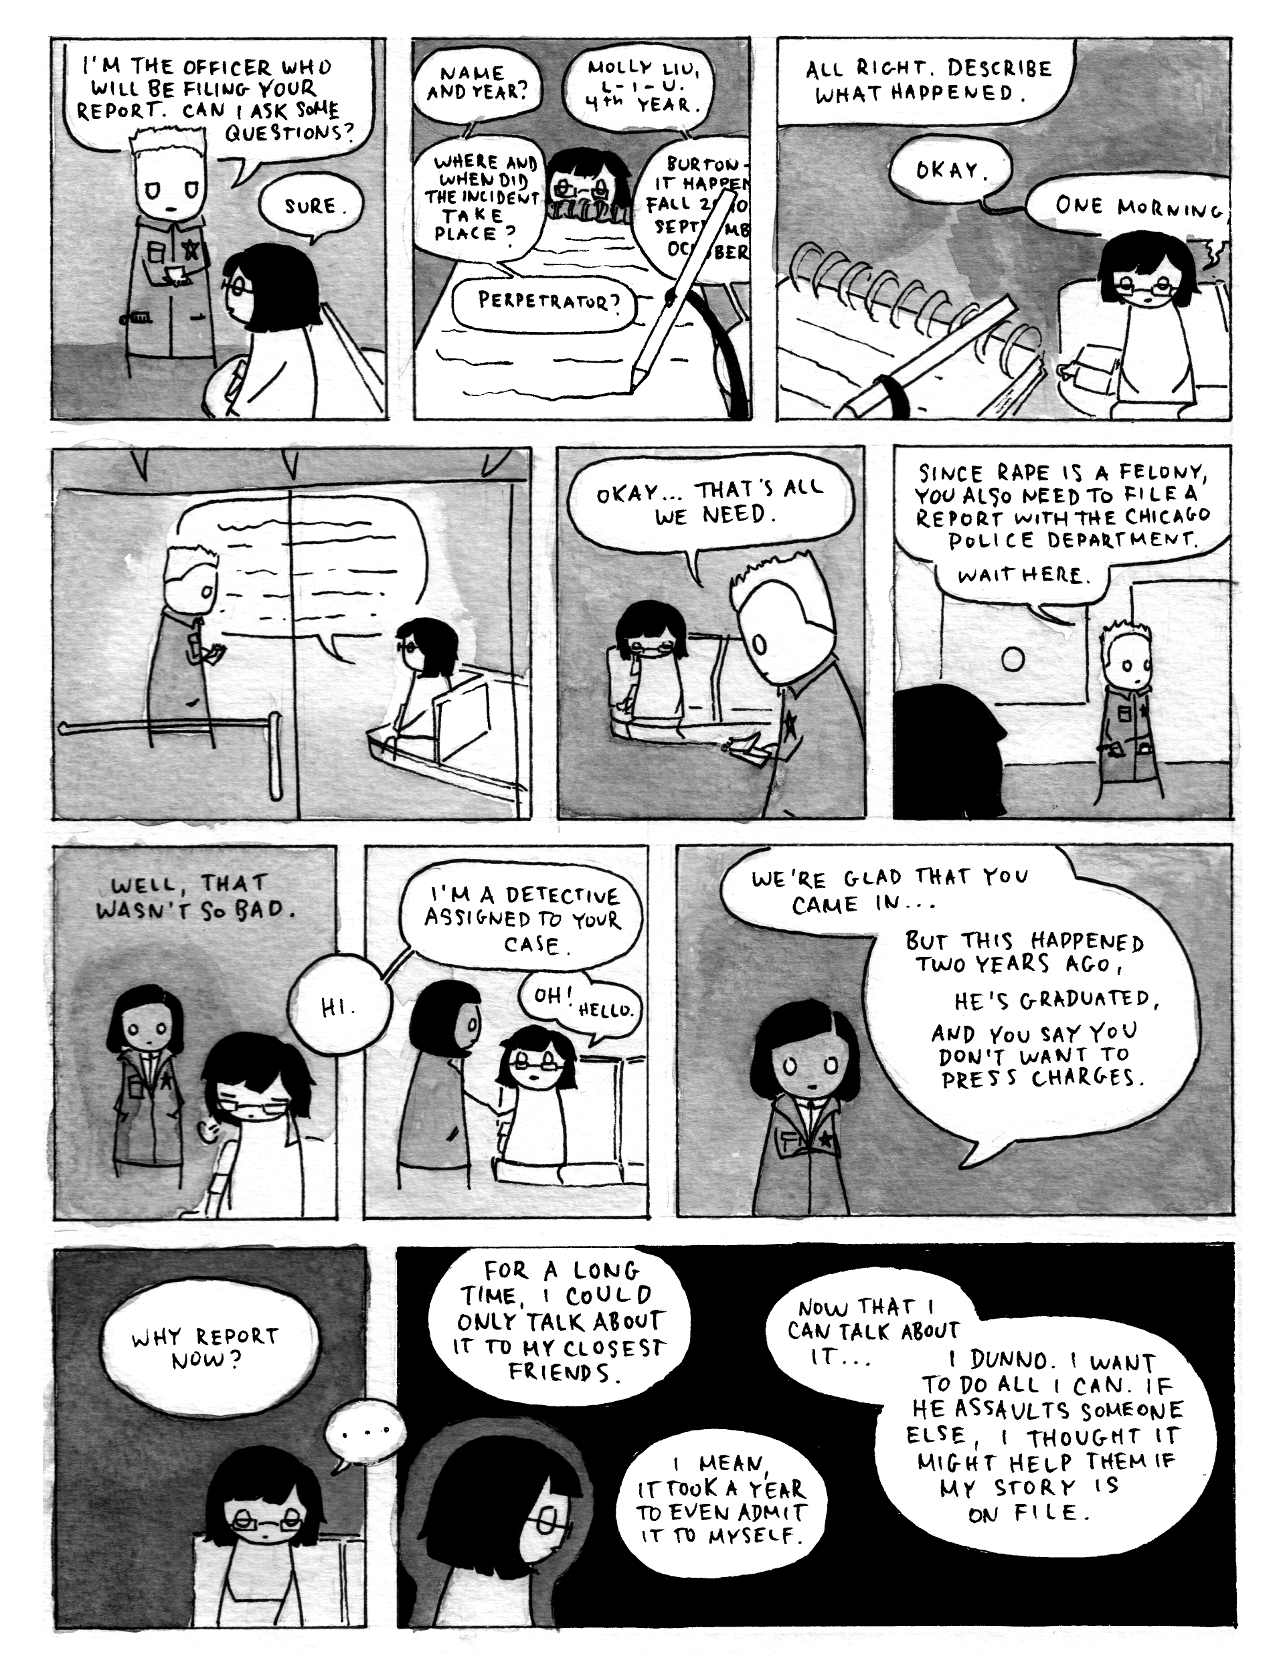 I'M THE OFFICER WHO
WILL BE FILING YOUR
REPORT. CAN I ASK SOME
QUESTIONS?
SURE.
NAME
AND YEAR?
MOLLY LIU,
L-I-U.
4th YEAR.
WHERE AND
WHEN DID
THE INCIDENT
TAKE
PLACE?
BURTON-
IT HAPPEN
FALL
PERPETRATOR?
ALL RIGHT. DESCRIBE
WHAT HAPPENED.
OKAY.
ONE MORNING
OKAY... THAT'S ALL
WE NEED.
SINCE RAPE IS A FELONY,
YOU ALSO NEED TO FILE A
REPORT WITH THE CHICAGO
POLICE DEPARTMENT.
WAIT HERE.
WELL, THAT
WASN'T SO BAD.
HI.
I'M A DETECTIVE
ASSIGNED TO YOUR
CASE.
OH!
HELLO.
WE'RE GLAD THAT YOU
CAME IN...
BUT THIS HAPPENED
TWO YEARS AGO,
HE'S GRADUATED,
AND YOU SAY YOU
DON'T WANT TO
PRESS CHARGES.
WHY REPORT
NOW?
...
FOR A LONG
TIME, I COULD
ONLY TALK ABOUT
IT TO MY CLOSEST
FRIENDS.
I MEAN,
IT TOOK A YEAR
TO EVEN ADMIT
IT TO MYSELF.
NOW THAT I
CAN TALK ABOUT
IT...
I DUNNO. I WANT
TO DO ALL I CAN. IF
HE ASSAULTS SOMEONE
ELSE, I THOUGHT IT
MIGHT HELP THEM IF
MY STORY IS
ON FILE.